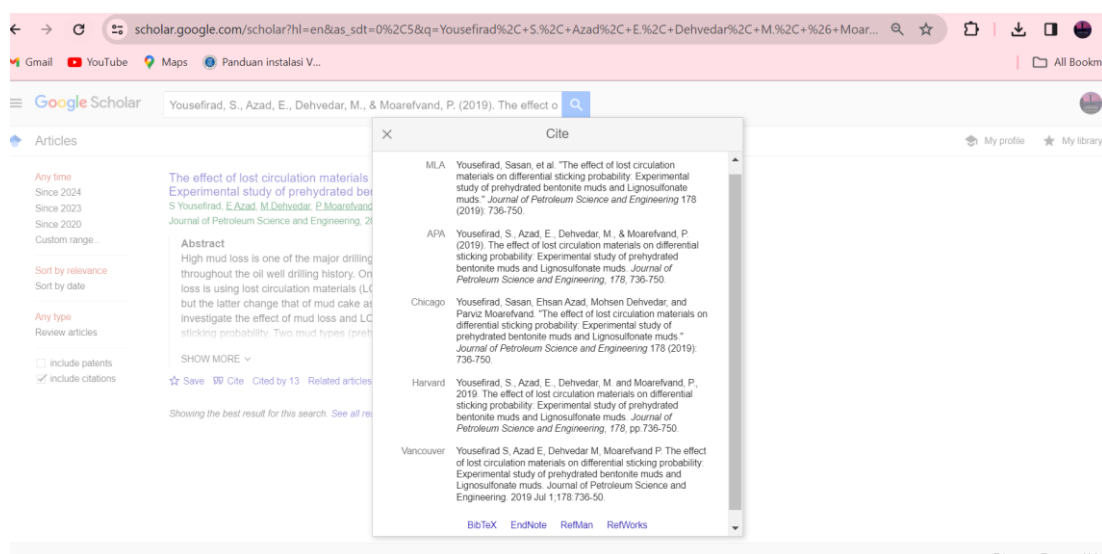 scholar.google.com/scholar?hl=en&as_sdt=0%2C5&q=Yousefirad%2C+S.%2C+Azad%2C+E.%2C+Dehvedar%2C+M.%2C+%26+Moar...
Gmail YouTube Maps Panduan instalasi V... All Bookm
Google Scholar Yousefirad, S., Azad, E., Dehvedar, M., & Moarefvand, P. (2019). The effect o
Articles My profile My library
Any time
Since 2024
Since 2023
Since 2020
Custom range...
Sort by relevance
Sort by date
Any type
Review articles
include patents
include citations
The effect of lost circulation materials
Experimental study of prehydrated ber
S Yousefirad, E Azad, M Dehvedar, P Moarefvand
Journal of Petroleum Science and Engineering, 20
Abstract
High mud loss is one of the major drilling
throughout the oil well drilling history. On
loss is using lost circulation materials (LC
but the latter change that of mud cake as
investigate the effect of mud loss and LC
sticking probability. Two mud types (preh
SHOW MORE
Save Cite Cited by 13 Related articles
Showing the best result for this search. See all re
Cite
MLA Yousefirad, Sasan, et al. "The effect of lost circulation
materials on differential sticking probability: Experimental
study of prehydrated bentonite muds and Lignosulfonate
muds." Journal of Petroleum Science and Engineering 178
(2019): 736-750.
APA Yousefirad, S., Azad, E., Dehvedar, M., & Moarefvand, P.
(2019). The effect of lost circulation materials on differential
sticking probability: Experimental study of prehydrated
bentonite muds and Lignosulfonate muds. Journal of
Petroleum Science and Engineering, 178, 736-750.
Chicago Yousefirad, Sasan, Ehsan Azad, Mohsen Dehvedar, and
Parviz Moarefvand. "The effect of lost circulation materials on
differential sticking probability: Experimental study of
prehydrated bentonite muds and Lignosulfonate muds."
Journal of Petroleum Science and Engineering 178 (2019):
736-750.
Harvard Yousefirad, S., Azad, E., Dehvedar, M. and Moarefvand, P.,
2019. The effect of lost circulation materials on differential
sticking probability: Experimental study of prehydrated
bentonite muds and Lignosulfonate muds. Journal of
Petroleum Science and Engineering, 178, pp.736-750.
Vancouver Yousefirad S, Azad E, Dehvedar M, Moarefvand P. The effect
of lost circulation materials on differential sticking probability:
Experimental study of prehydrated bentonite muds and
Lignosulfonate muds. Journal of Petroleum Science and
Engineering. 2019 Jul 1;178:736-50.
BibTeX EndNote RefMan RefWorks